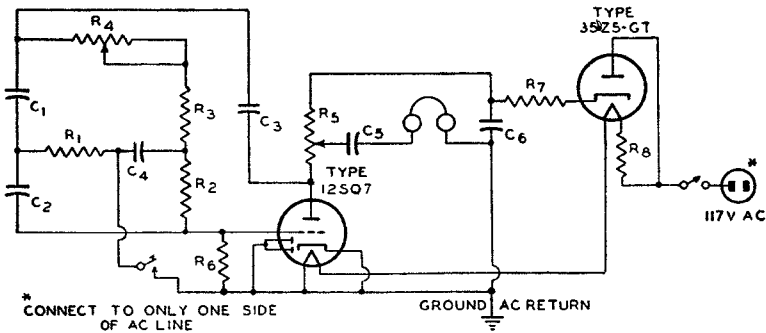 TYPE
35Z5-GT
R4
C1
R3
C3
R5
C5
C6
R7
R8
R1
C4
C2
R2
TYPE
12SQ7
R6
*
117V AC
*
CONNECT TO ONLY ONE SIDE
OF AC LINE
GROUND AC RETURN